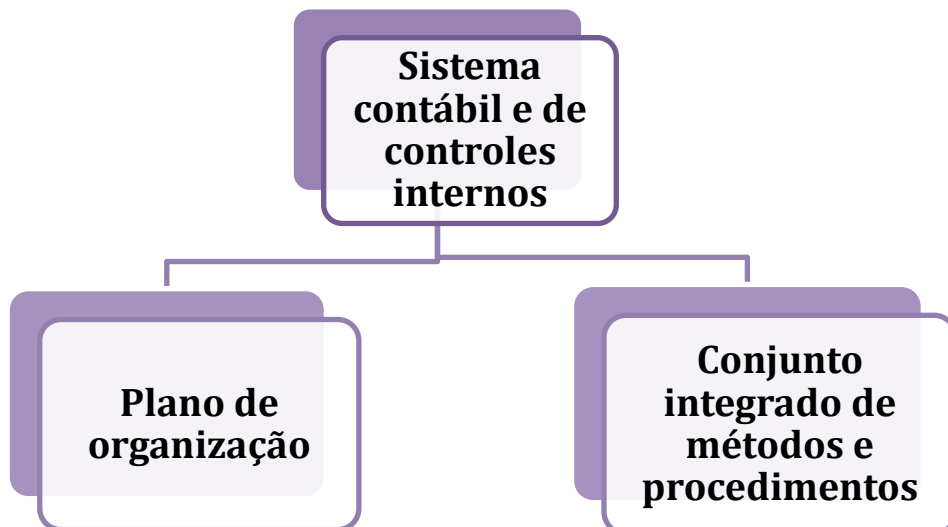 Sistema
contábil e de
controles
internos
Plano de
organização
Conjunto
integrado de
métodos e
procedimentos